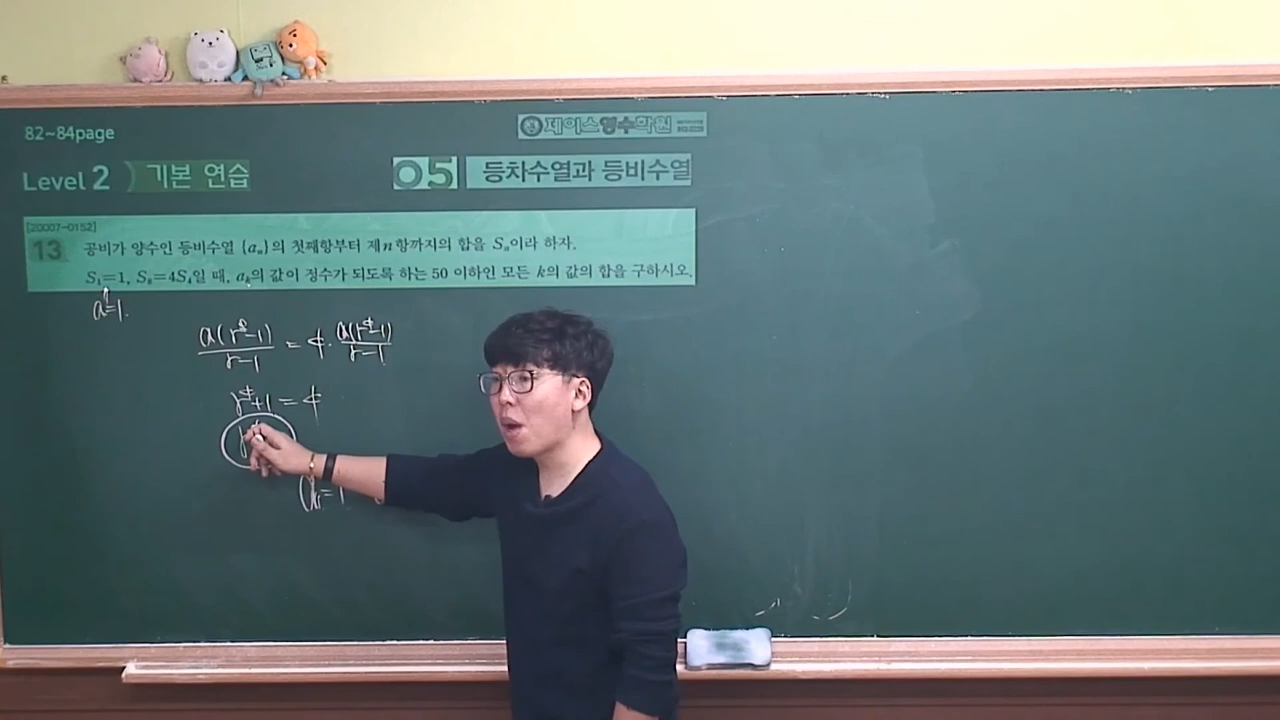 82~84page
제이스영수학원
Level 2 기본 연습
05 등차수열과 등비수열
[20007-0152]
13 공비가 양수인 등비수열 {aₙ}의 첫째항부터 제n항까지의 합을 Sₙ이라 하자.
S₁=1, S₈=4S₄일 때, aₖ의 값이 정수가 되도록 하는 50 이하인 모든 k의 값의 합을 구하시오.
a=1.
a(r⁸-1)/r-1 = 4·a(r⁴-1)/r-1
r⁴+1=4